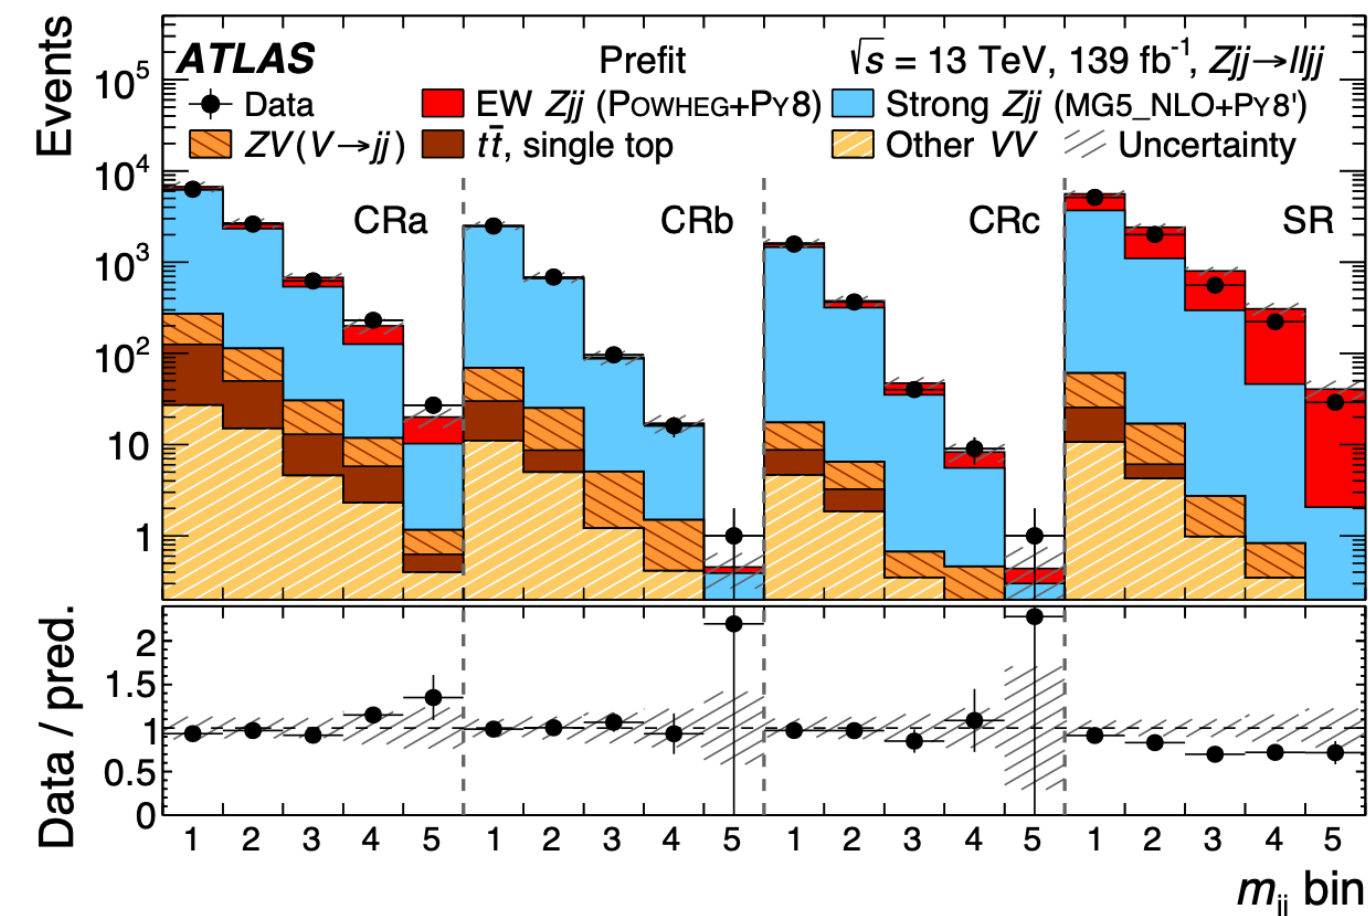 Events
10⁵
10⁴
10³
10²
10
1
ATLAS Prefit √s = 13 TeV, 139 fb⁻¹, Zjj→lljj
Data EW Zjj (POWHEG+PY8) Strong Zjj (MG5_NLO+PY8')
ZV(V→jj) tt̄, single top Other VV Uncertainty
CRa CRb CRc SR
Data / pred.
2
1.5
1
0.5
0
1 2 3 4 5 1 2 3 4 5 1 2 3 4 5 1 2 3 4 5
m_jj bin